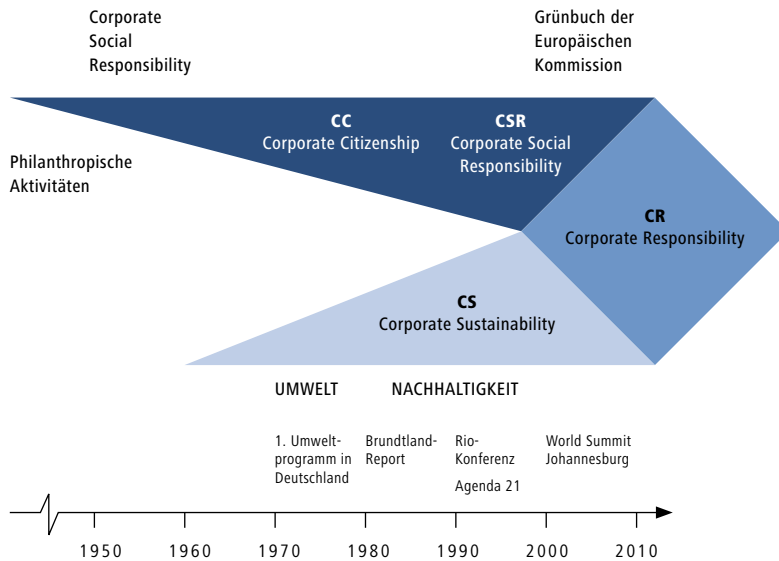 Corporate
Social
Responsibility
Grünbuch der
Europäischen
Kommission
CC
Corporate Citizenship
CSR
Corporate Social
Responsibility
Philanthropische
Aktivitäten
CR
Corporate Responsibility
CS
Corporate Sustainability
UMWELT
NACHHALTIGKEIT
1. Umwelt-
programm in
Deutschland
Brundtland-
Report
Rio-
Konferenz
Agenda 21
World Summit
Johannesburg
1950 1960 1970 1980 1990 2000 2010